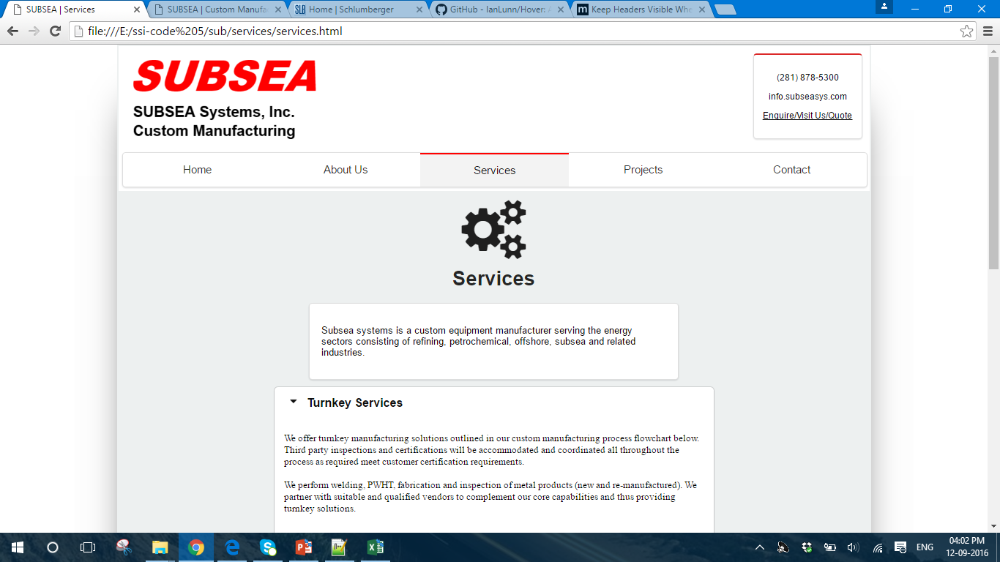 SUBSEA | Services
SUBSEA | Custom Manufa
SLB Home | Schlumberger
GitHub - IanLunn/Hover: A
m Keep Headers Visible Whe
file:///E:/ssi-code%205/sub/services/services.html
SUBSEA
SUBSEA Systems, Inc.
Custom Manufacturing
(281) 878-5300
info.subseasys.com
Enquire/Visit Us/Quote
Home
About Us
Services
Projects
Contact
Services
Subsea systems is a custom equipment manufacturer serving the energy
sectors consisting of refining, petrochemical, offshore, subsea and related
industries.
Turnkey Services
We offer turnkey manufacturing solutions outlined in our custom manufacturing process flowchart below.
Third party inspections and certifications will be accommodated and coordinated all throughout the
process as required meet customer certification requirements.
We perform welding, PWHT, fabrication and inspection of metal products (new and re-manufactured). We
partner with suitable and qualified vendors to complement our core capabilities and thus providing
turnkey solutions.
ENG
04:02 PM
12-09-2016